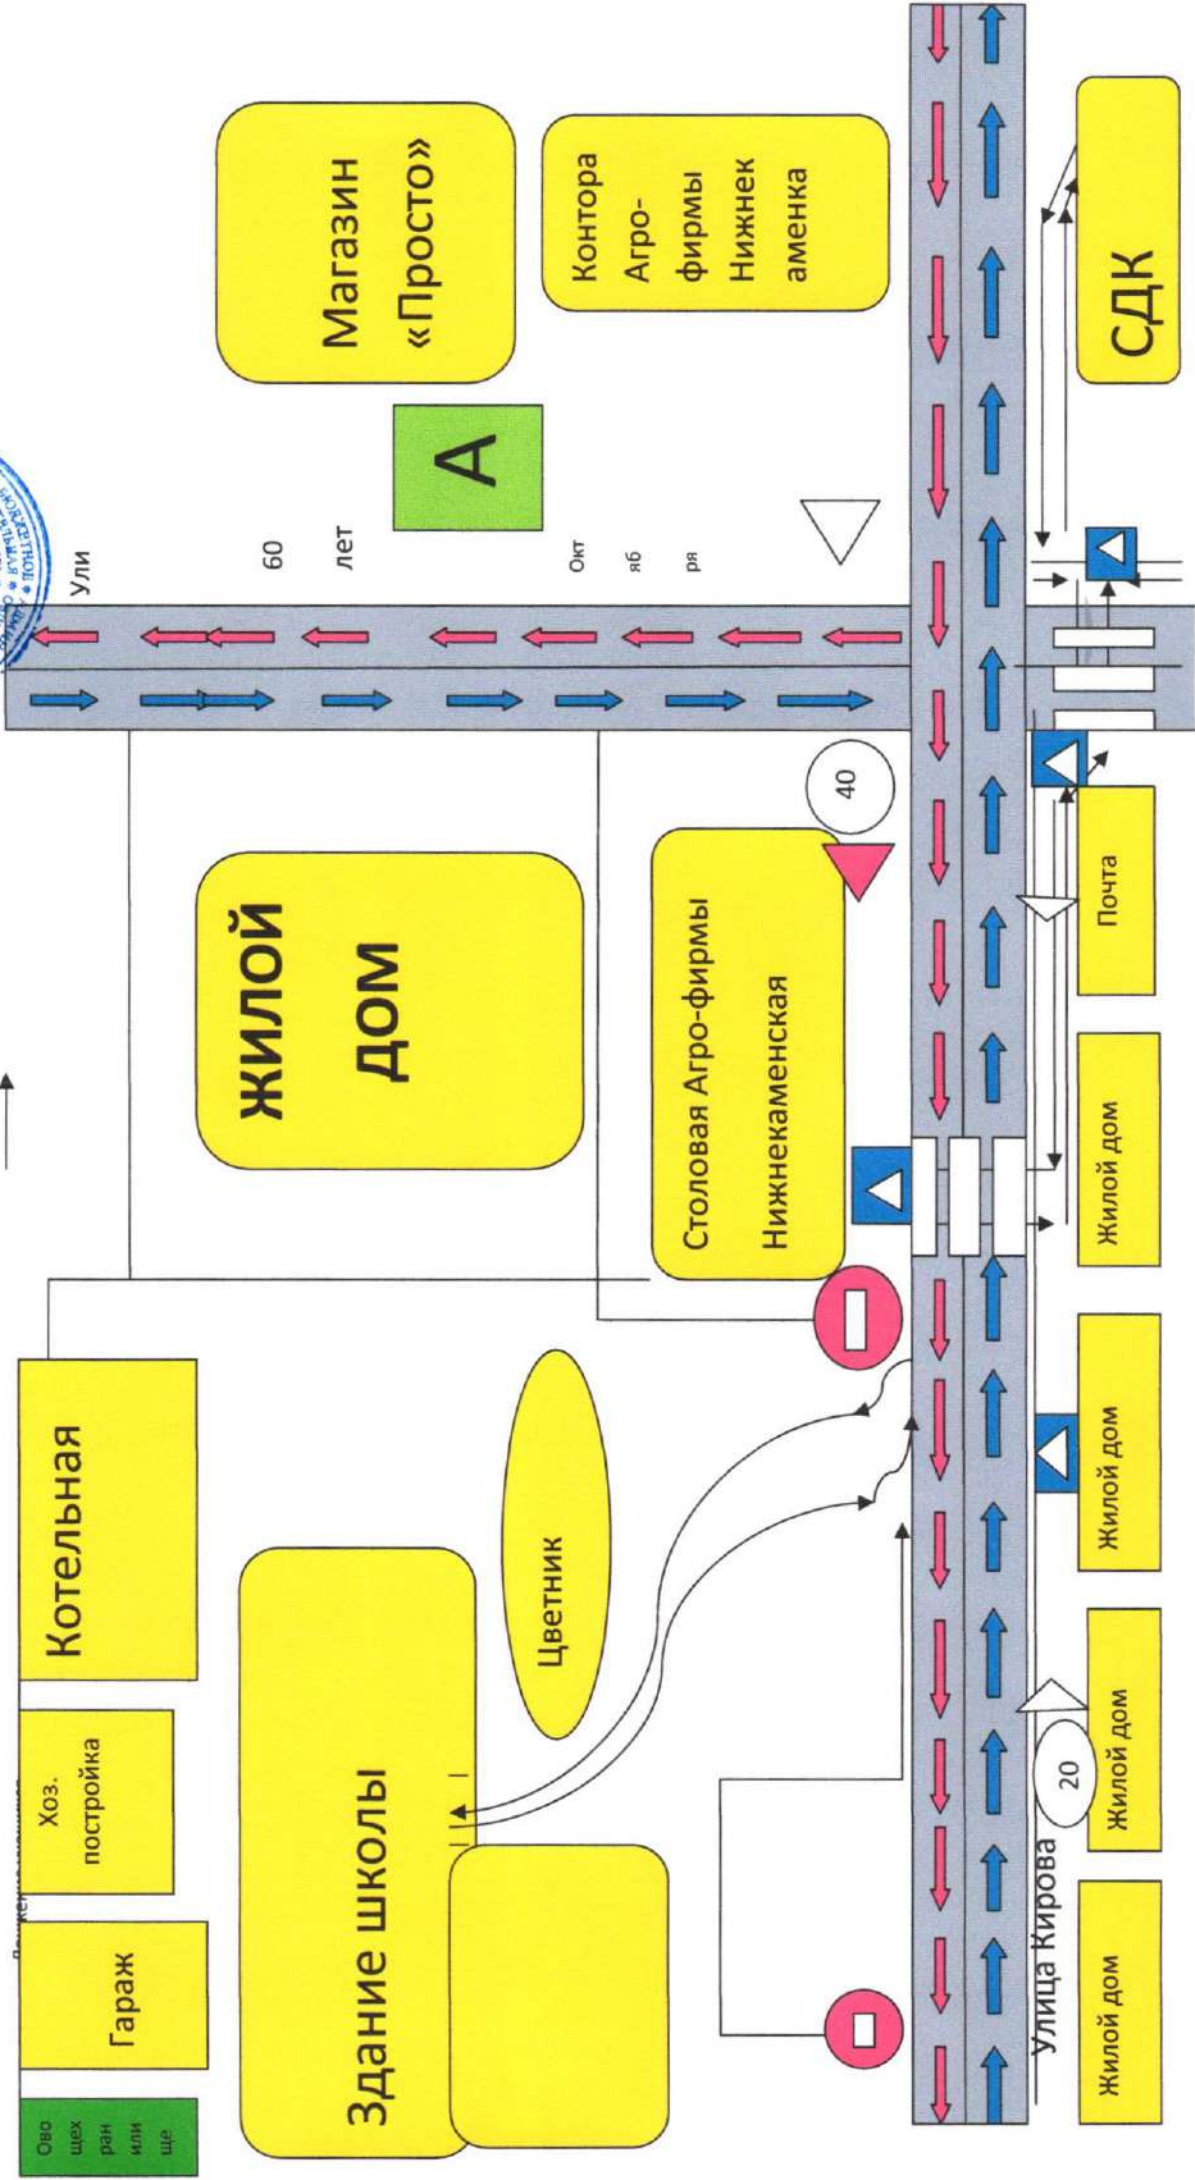 Ули
60
лет
Окт
яб
ря
Магазин
«Просто»
Контора
Агро-
фирмы
Нижнек
аменка
А
СДК
ЖИЛОЙ
ДОМ
40
Столовая Агро-фирмы
Нижнекаменская
Почта
Жилой дом
Котельная
Хоз.
постройка
Гараж
Ово
щех
ран
или
ще
Здание школы
Цветник
Жилой дом
20
Жилой дом
Улица Кирова
Жилой дом